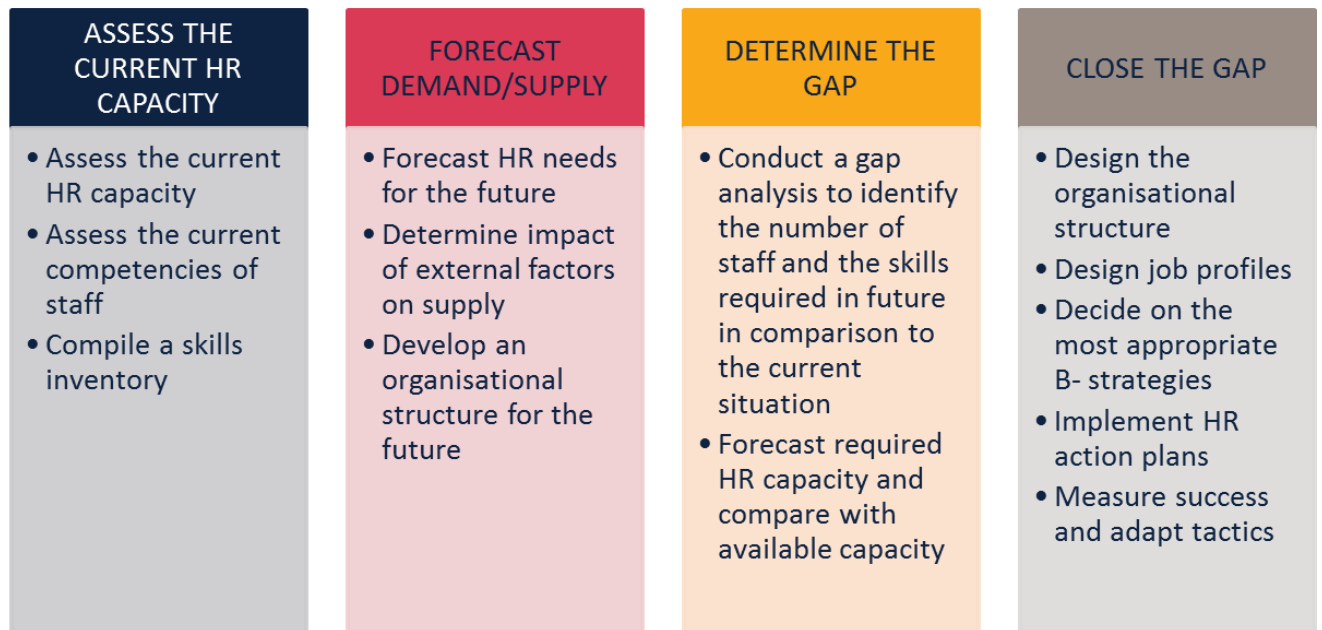 ASSESS THE
CURRENT HR
CAPACITY
• Assess the current
HR capacity
• Assess the current
competencies of
staff
• Compile a skills
inventory
FORECAST
DEMAND/SUPPLY
• Forecast HR needs
for the future
• Determine impact
of external factors
on supply
• Develop an
organisational
structure for the
future
DETERMINE THE
GAP
• Conduct a gap
analysis to identify
the number of
staff and the skills
required in future
in comparison to
the current
situation
• Forecast required
HR capacity and
compare with
available capacity
CLOSE THE GAP
• Design the
organisational
structure
• Design job profiles
• Decide on the
most appropriate
B- strategies
• Implement HR
action plans
• Measure success
and adapt tactics